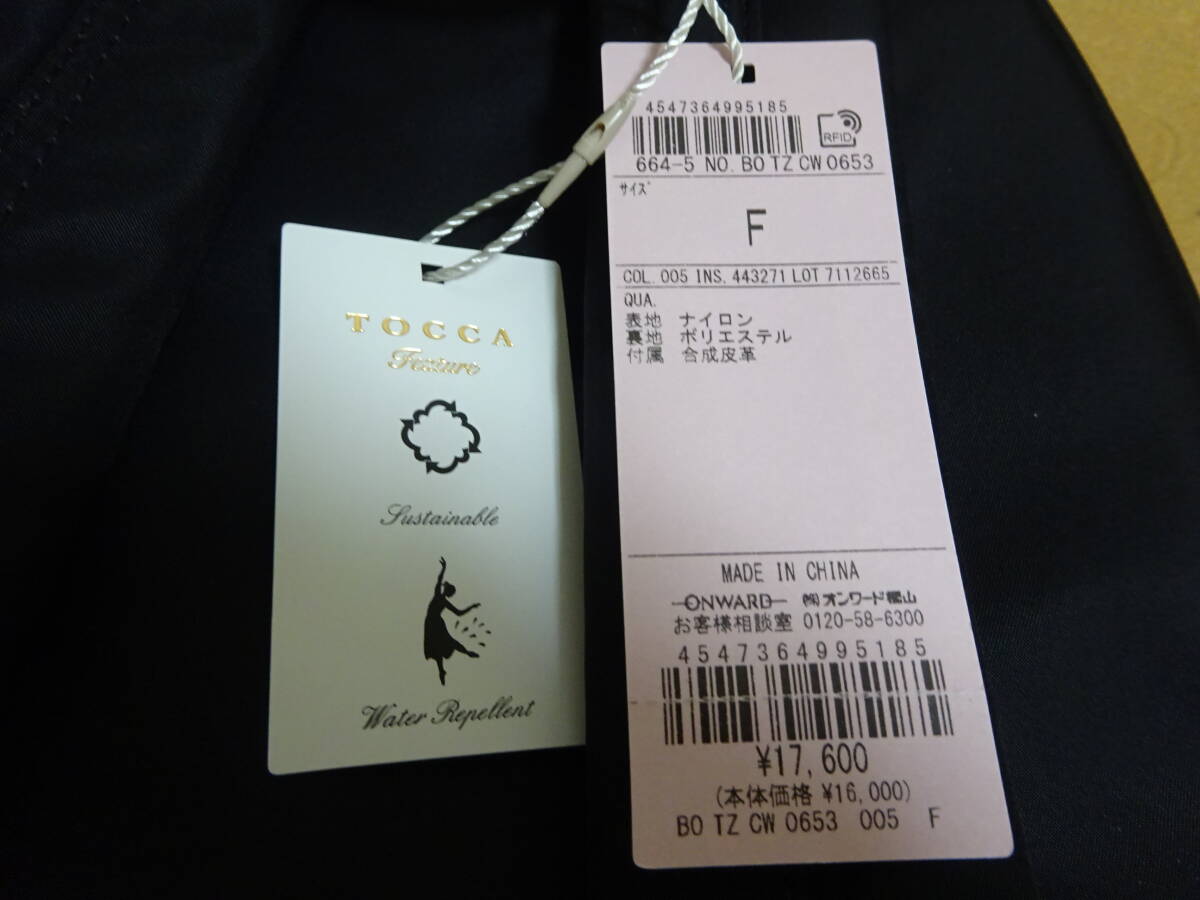 TOCCA
Texture
Sustainable
Water Repellent
4547364995185
RFID
664-5 NO. BO TZ CW 0653
サイズ
F
COL. 005 INS. 443271 LOT 7112665
QUA.
表地 ナイロン
裏地 ポリエステル
付属 合成皮革
MADE IN CHINA
ONWARD ㈱オンワード樫山
お客様相談室 0120-58-6300
4547364995185
¥17,600
(本体価格 ¥16,000)
BO TZ CW 0653 005 F